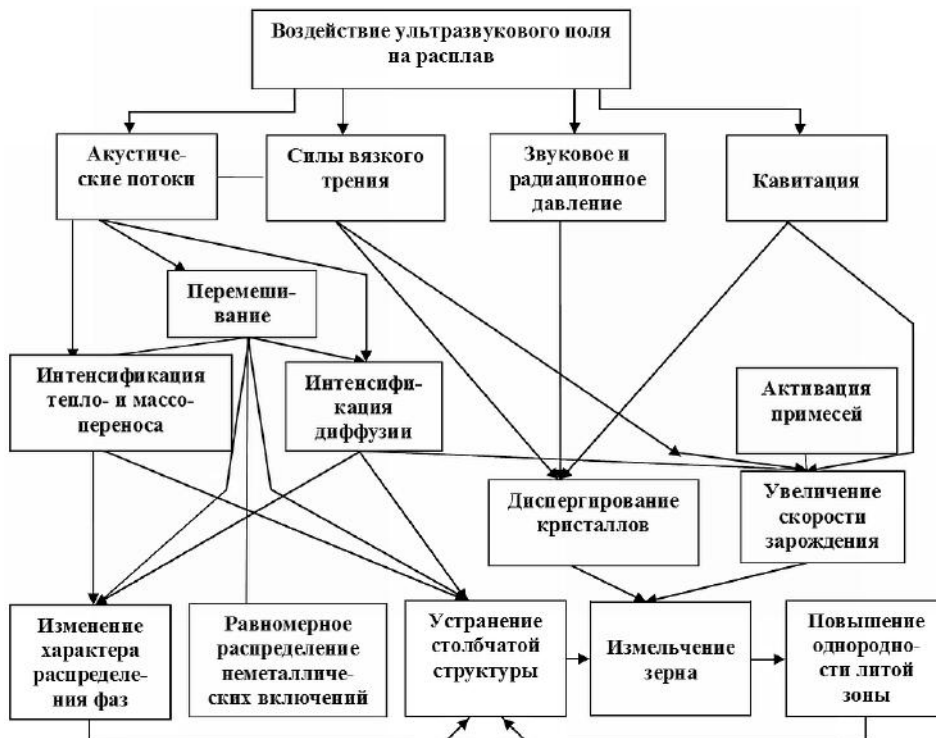 Воздействие ультразвукового поля
на расплав
Акустиче-
ские потоки
Силы вязкого
трения
Звуковое и
радиационное
давление
Кавитация
Перемеши-
вание
Интенсификация
тепло- и массо-
переноса
Интенсифи-
кация
диффузии
Активация
примесей
Диспергирование
кристаллов
Увеличение
скорости
зарождения
Изменение
характера
распределе-
ния фаз
Равномерное
распределение
неметалличе-
ских включений
Устранение
столбчатой
структуры
Измельчение
зерна
Повышение
однородно-
сти литой
зоны